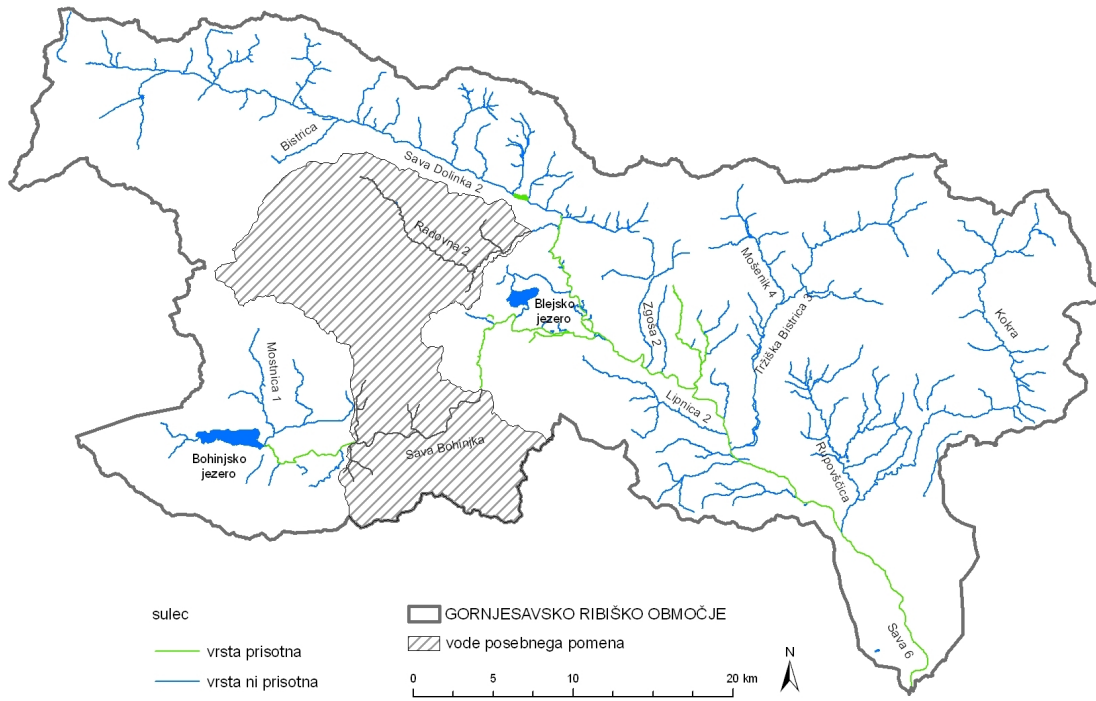 Bistrica
Sava Dolinka 2
Radovna 2
Mošenik 4
Blejsko
jezero
Zgoša 2
Tržiška Bistrica 3
Kokra
Mostnica 1
Lipnica 2
Bohinjsko
jezero
Sava Bohinjka
Rupovščica
Sava 6
sulec
vrsta prisotna
vrsta ni prisotna
GORNJESAVSKO RIBIŠKO OBMOČJE
vode posebnega pomena
0 5 10 20 km
N